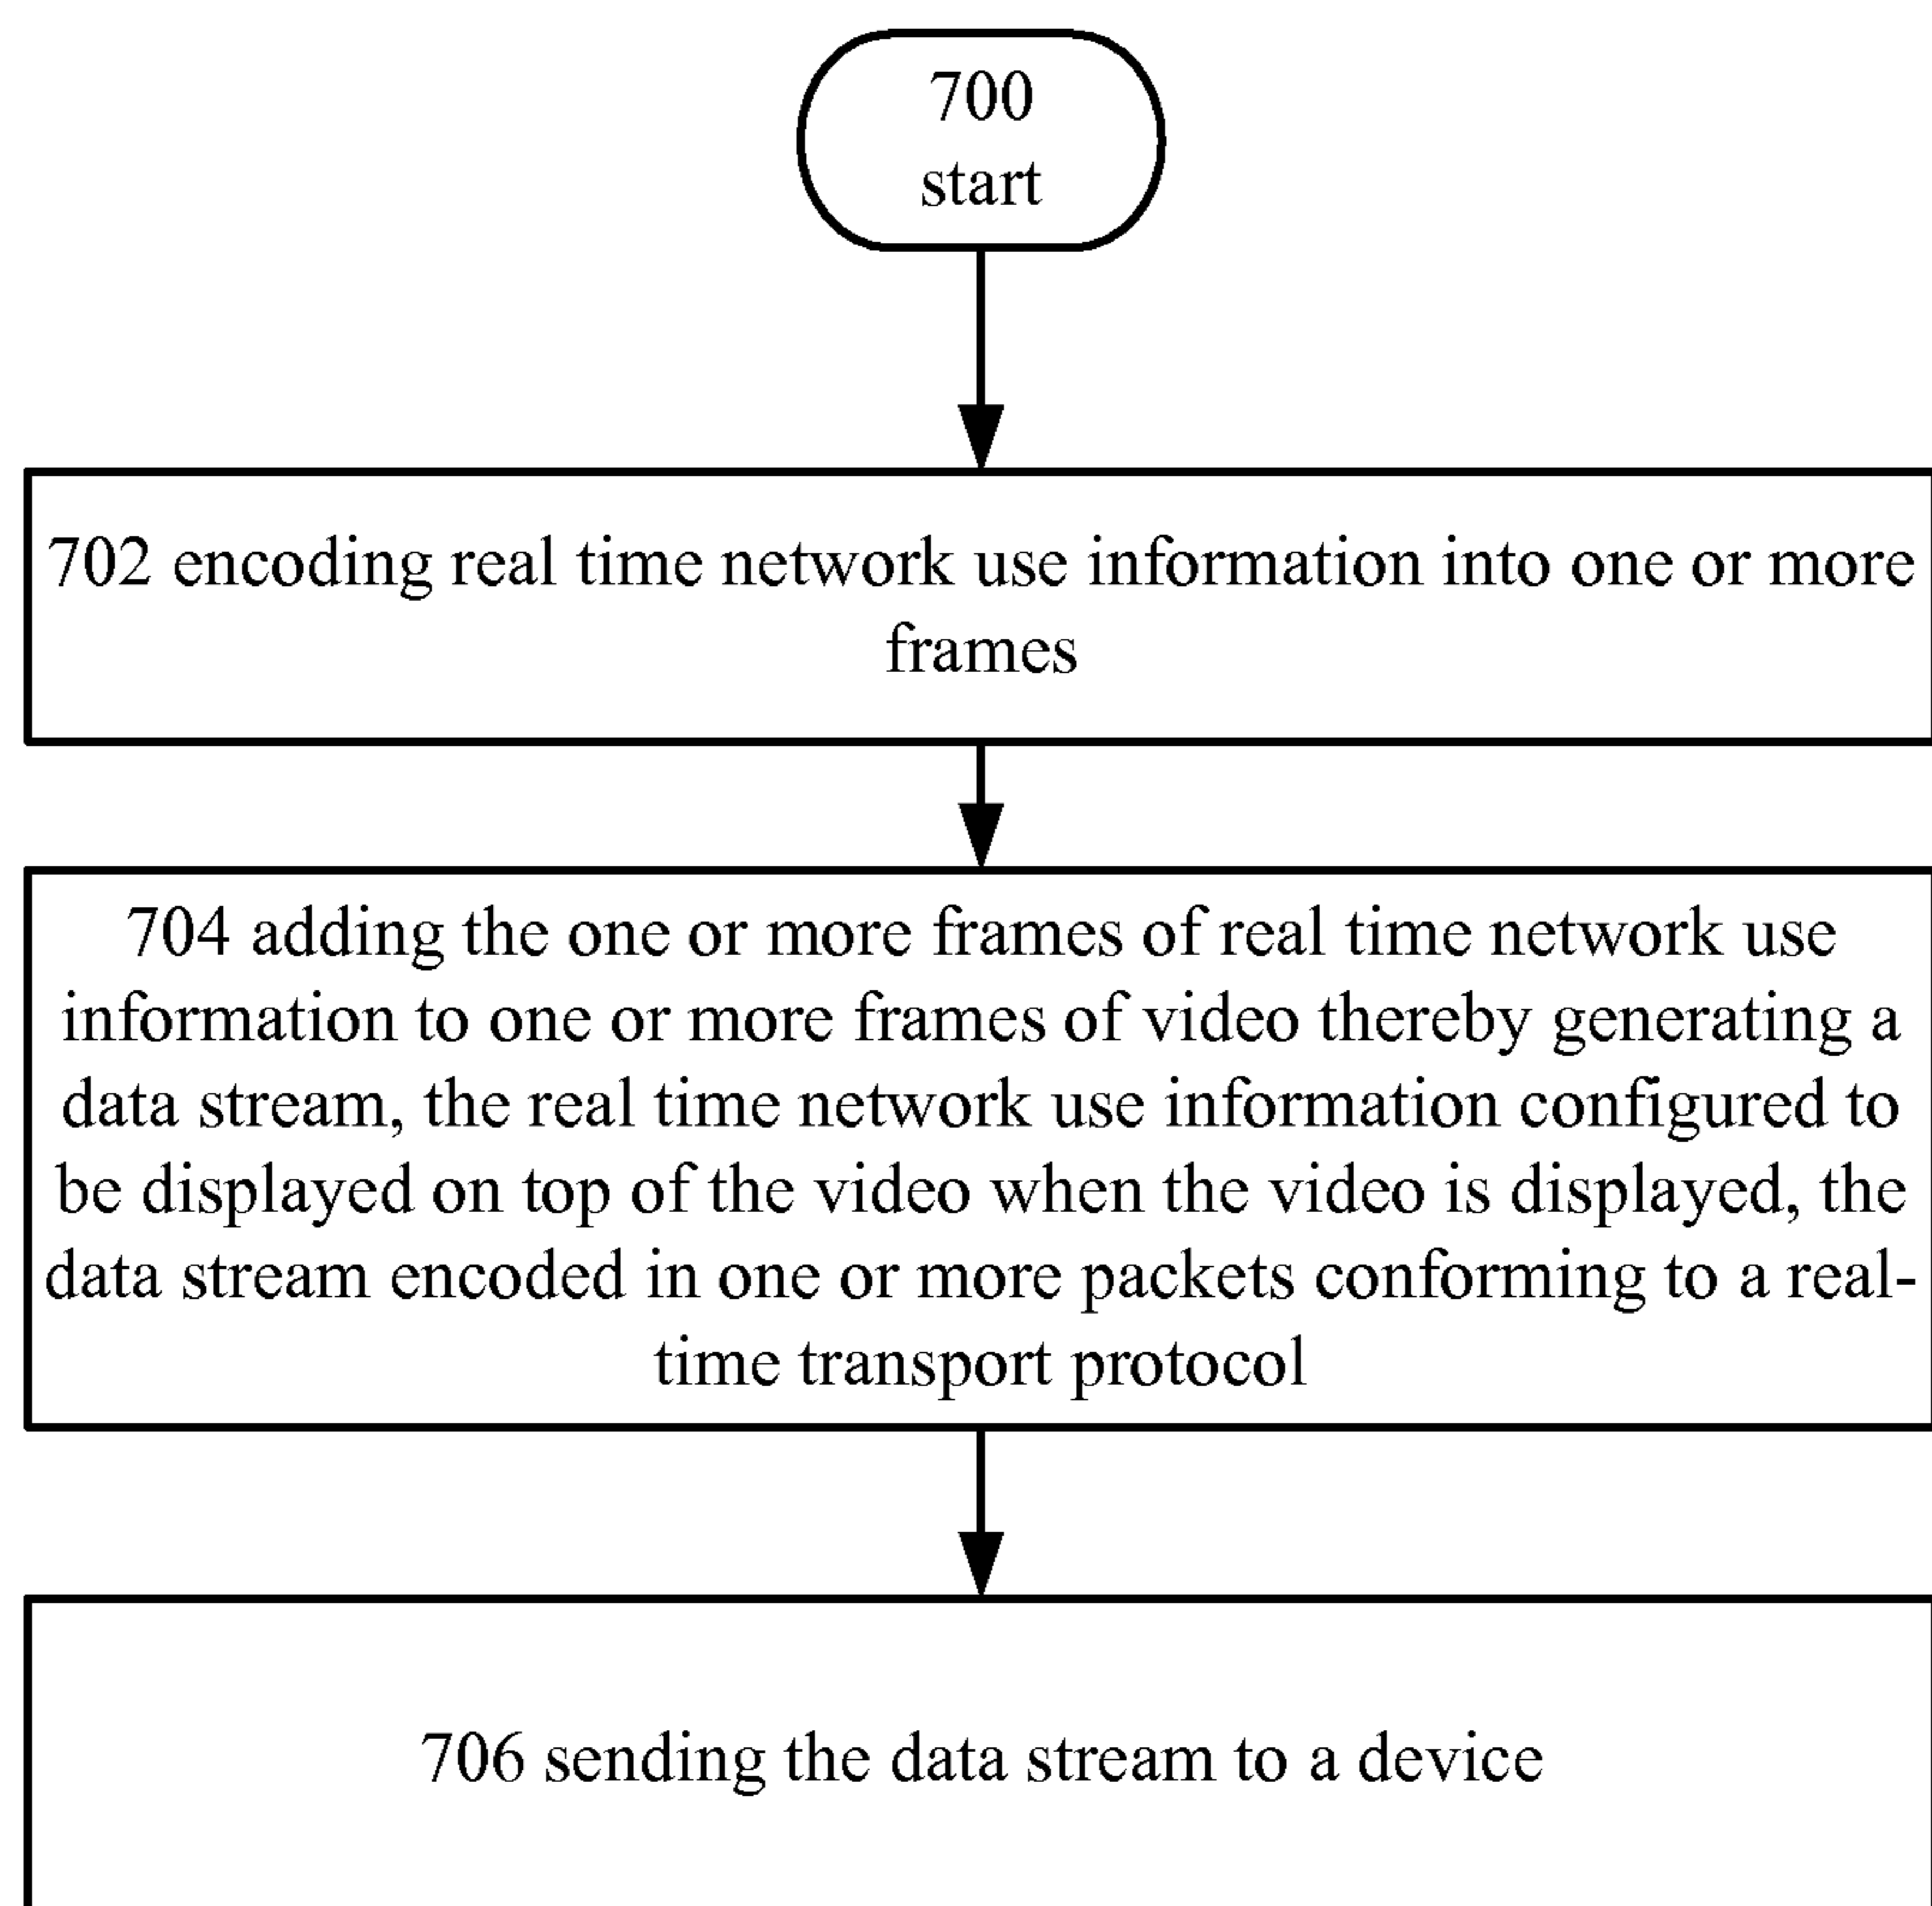 700
start
702 encoding real time network use information into one or more
frames
704 adding the one or more frames of real time network use
information to one or more frames of video thereby generating a
data stream, the real time network use information configured to
be displayed on top of the video when the video is displayed, the
data stream encoded in one or more packets conforming to a real-
time transport protocol
706 sending the data stream to a device